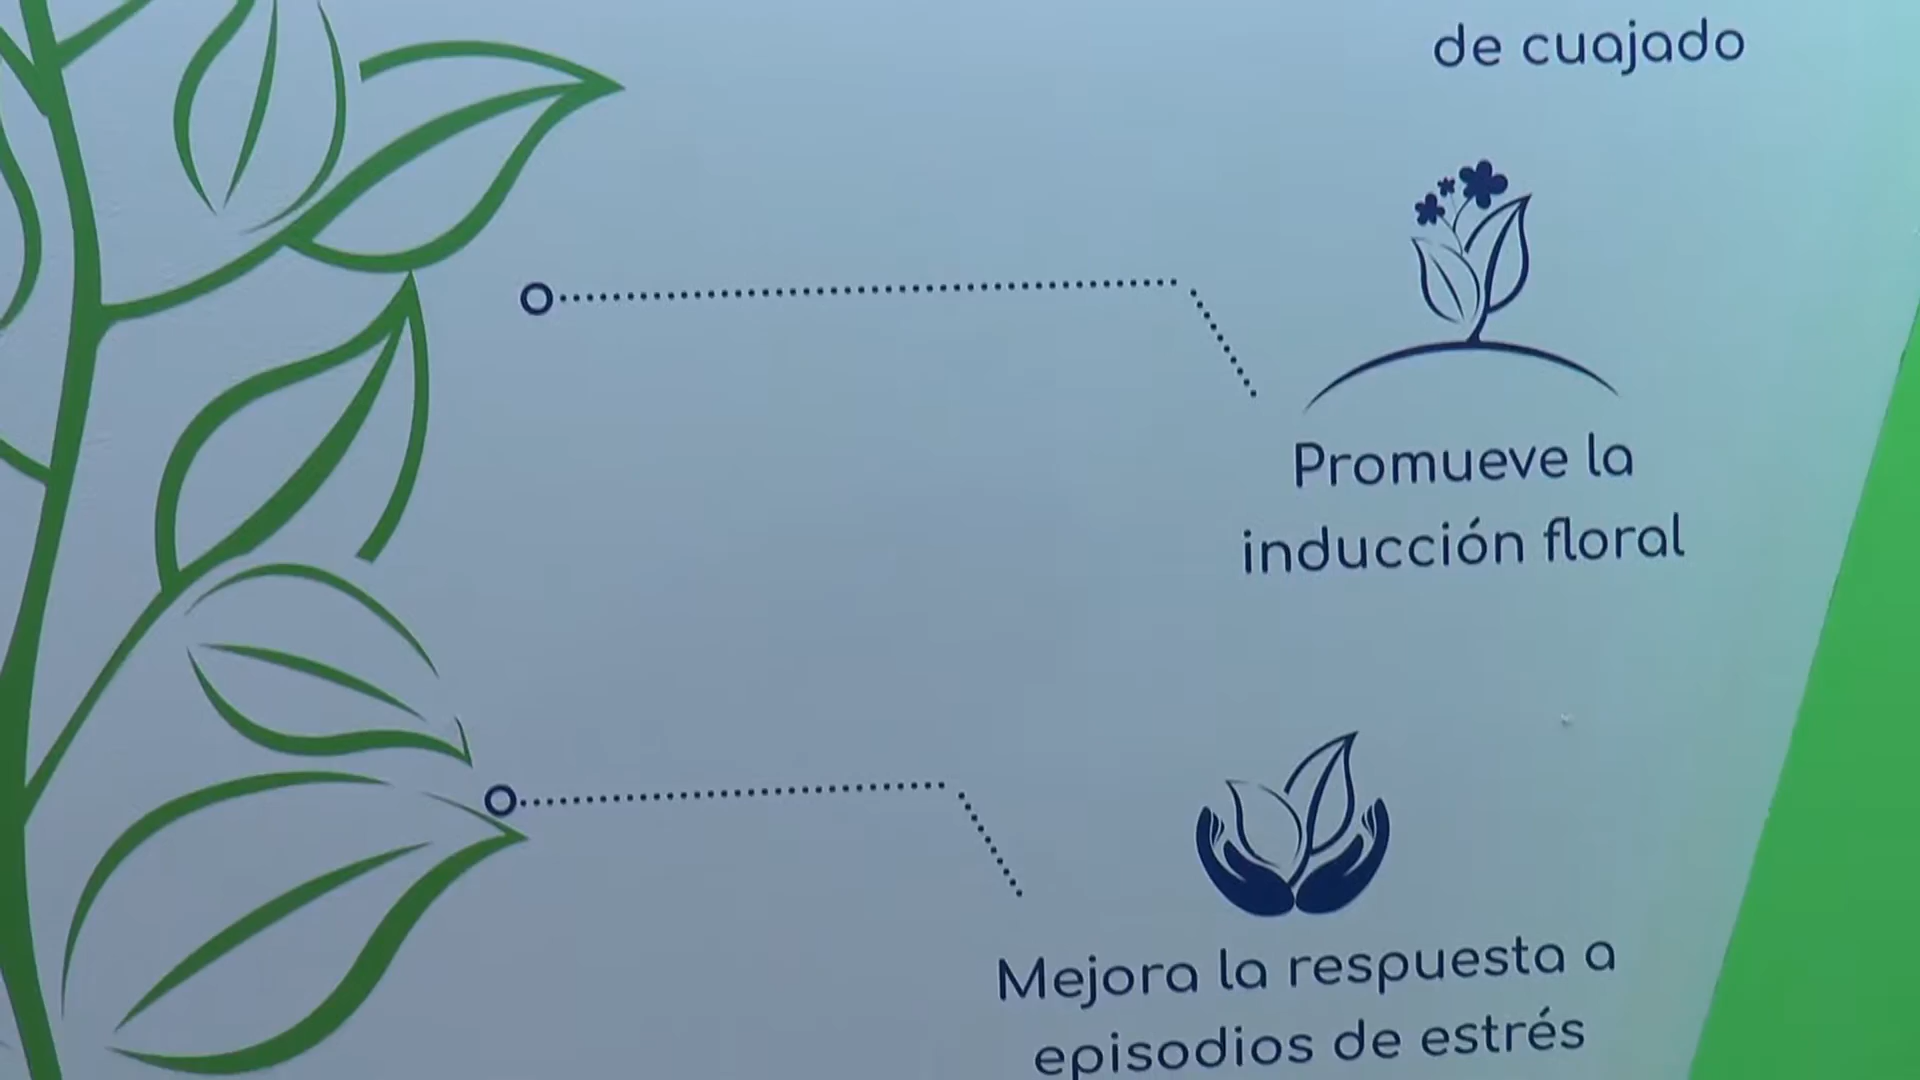 de cuajado
Promueve la
inducción floral
Mejora la respuesta a
episodios de estrés